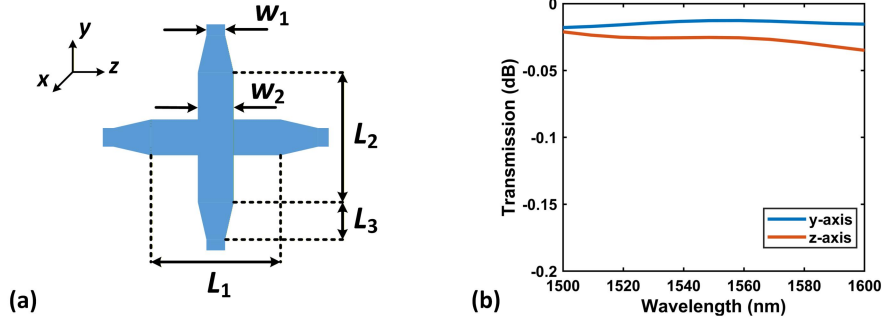 y
x
z
w1
w2
L2
L3
L1
(a)
0
-0.05
-0.1
-0.15
-0.2
Transmission (dB)
y-axis
z-axis
1500 1520 1540 1560 1580 1600
Wavelength (nm)
(b)